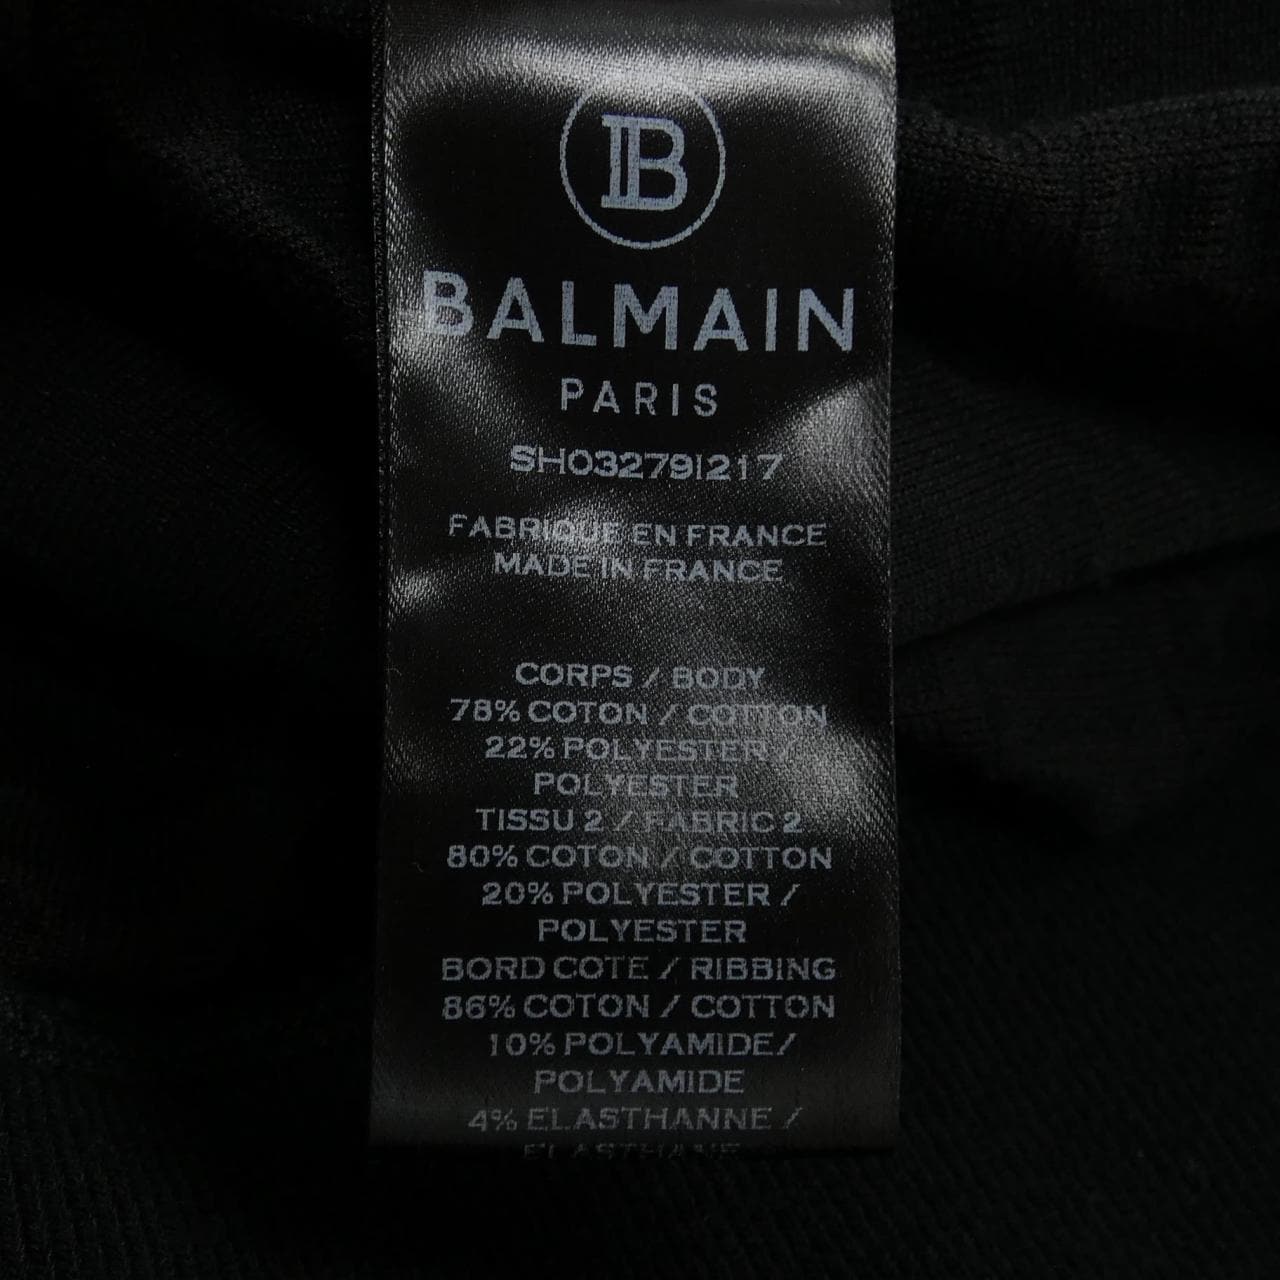 B
BALMAIN
PARIS
SH03279I217
FABRIQUE EN FRANCE
MADE IN FRANCE
CORPS / BODY
78% COTON / COTTON
22% POLYESTER /
POLYESTER
TISSU 2 / FABRIC 2
80% COTON / COTTON
20% POLYESTER /
POLYESTER
BORD COTE / RIBBING
86% COTON / COTTON
10% POLYAMIDE/
POLYAMIDE
4% ELASTHANNE /
ELASTHANE